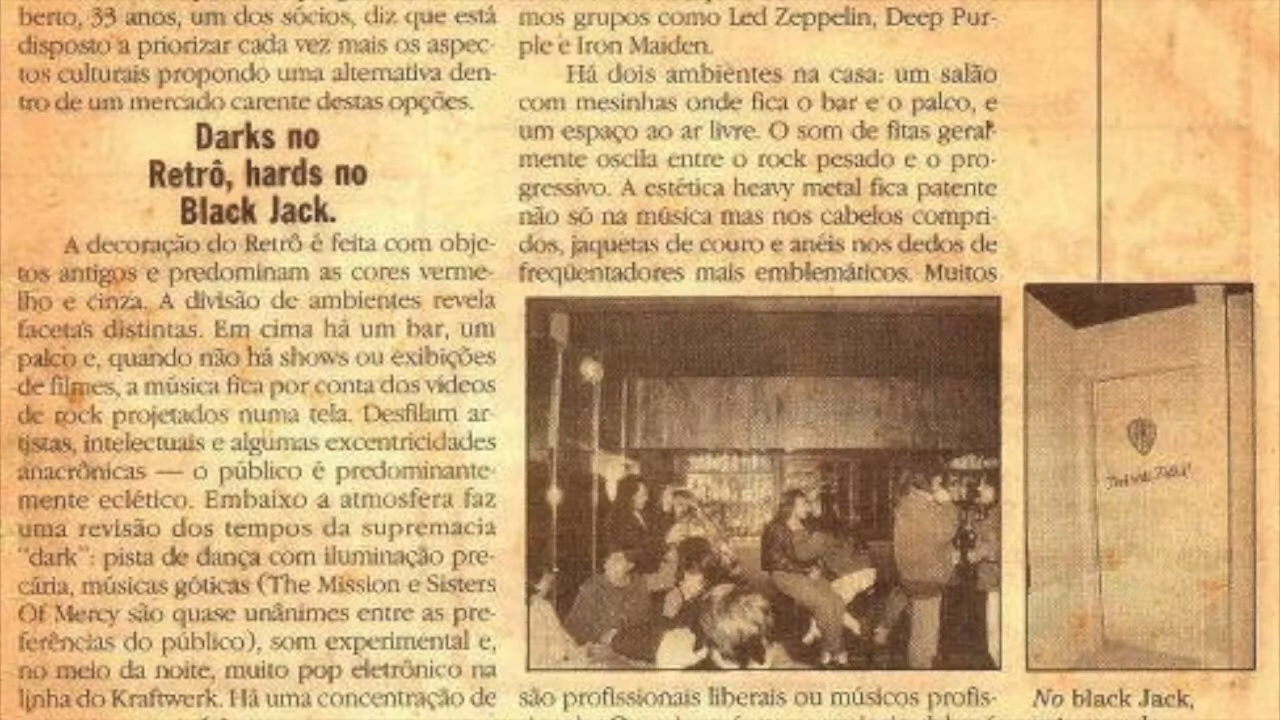 berto, 33 anos, um dos sócios, diz que está
disposto a priorizar cada vez mais os aspec-
tos culturais propondo uma alternativa den-
tro de um mercado carente destas opções.
Darks no
Retrô, hards no
Black Jack.
A decoração do Retrô é feita com obje-
tos antigos e predominam as cores verme-
lho e cinza. A divisão de ambientes revela
facetas distintas. Em cima há um bar, um
palco e, quando não há shows ou exibições
de filmes, a música fica por conta dos vídeos
de rock projetados numa tela. Desfilam ar-
tistas, intelectuais e algumas excentricidades
anacrônicas — o público é predominante-
mente eclético. Embaixo a atmosfera faz
uma revisão dos tempos da supremacia
"dark": pista de dança com iluminação pre-
cária, músicas góticas (The Mission e Sisters
Of Mercy são quase unânimes entre as pre-
ferências do público), som experimental e,
no meio da noite, muito pop eletrônico na
linha do Kraftwerk. Há uma concentração de
mos grupos como Led Zeppelin, Deep Pur-
ple e Iron Maiden.
Há dois ambientes na casa: um salão
com mesinhas onde fica o bar e o palco, e
um espaço ao ar livre. O som de fitas geral-
mente oscila entre o rock pesado e o pro-
gressivo. A estética heavy metal fica patente
não só na música mas nos cabelos compri-
dos, jaquetas de couro e anéis nos dedos de
freqüentadores mais emblemáticos. Muitos
são profissionais liberais ou músicos profis-
No black Jack,